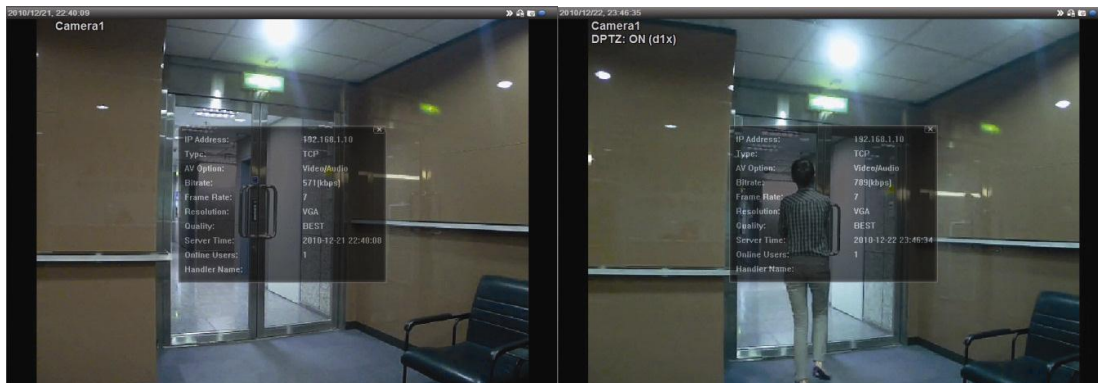 2010/12/21, 22:40:09
Camera1
IP Address: 192.168.1.10
Type: TCP
AV Option: Video/Audio
Bitrate: 571(kbps)
Frame Rate: 7
Resolution: VGA
Quality: BEST
Server Time: 2010-12-21 22:40:08
Online Users: 1
Handler Name:
2010/12/22, 23:46:35
Camera1
DPTZ: ON (d1x)
IP Address: 192.168.1.10
Type: TCP
AV Option: Video/Audio
Bitrate: 789(kbps)
Frame Rate: 7
Resolution: VGA
Quality: BEST
Server Time: 2010-12-22 23:46:34
Online Users: 1
Handler Name: